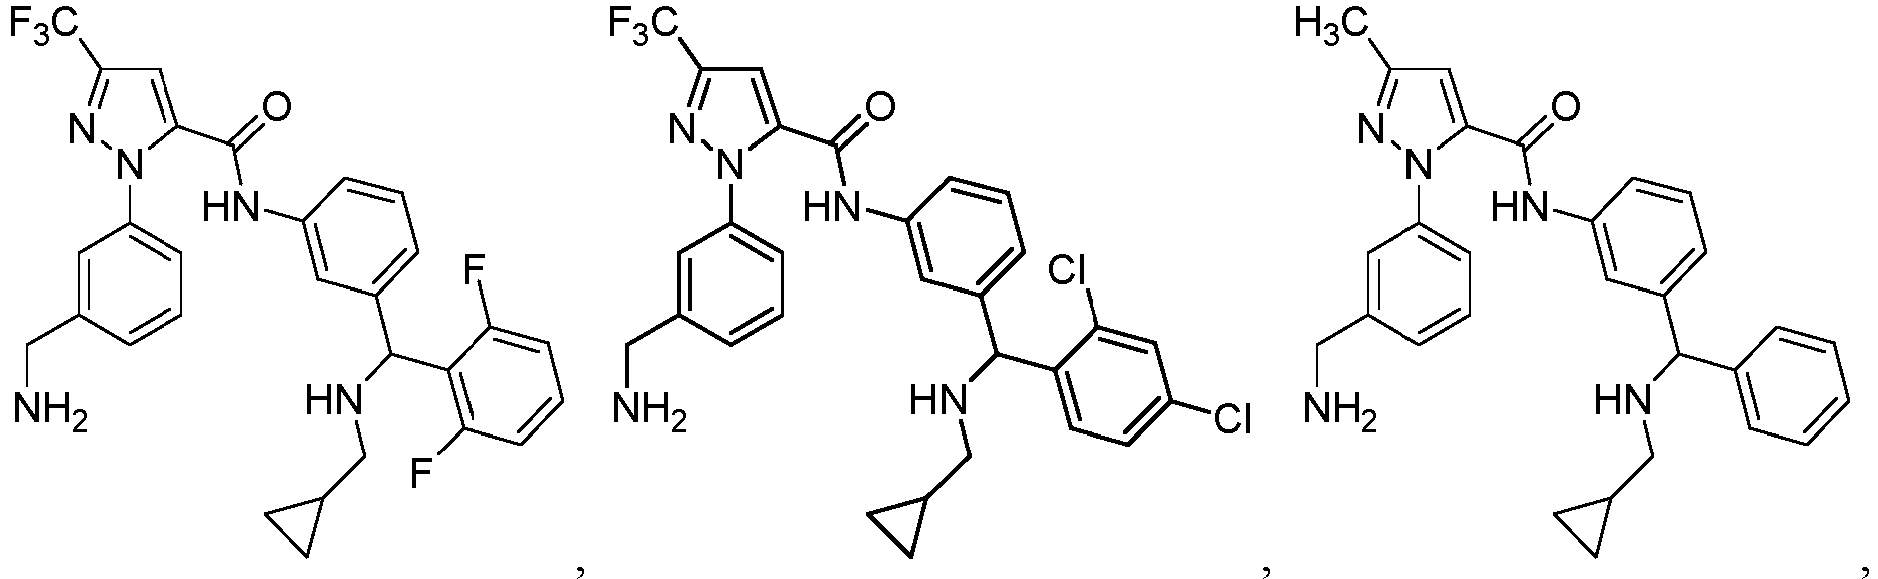 F3C F3C H3C
O O O
N N N
N N N
HN HN HN
F Cl
NH2 HN NH2 HN Cl NH2 HN
F
, , ,